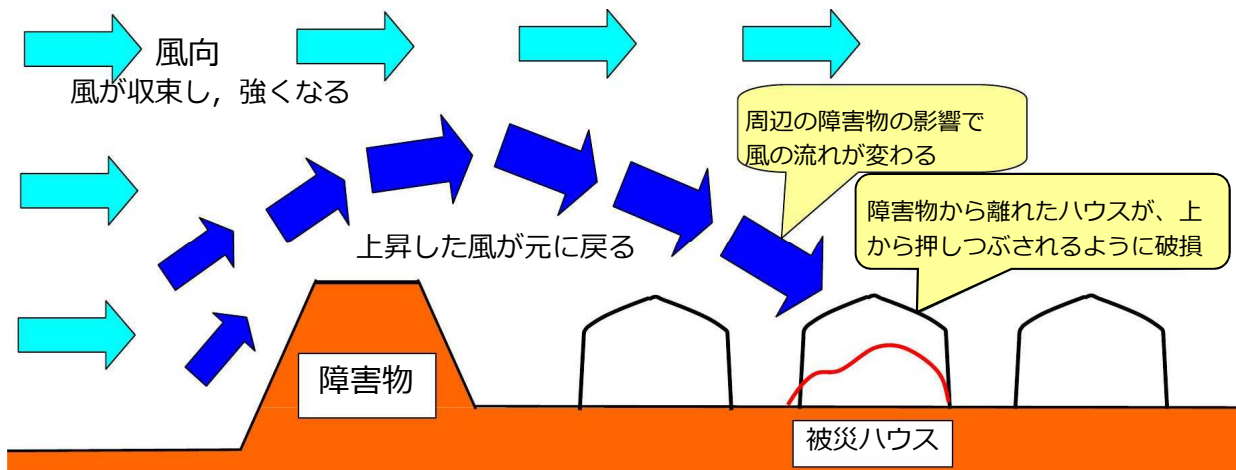 風向
風が収束し，強くなる
周辺の障害物の影響で
風の流れが変わる
障害物から離れたハウスが、上
から押しつぶされるように破損
上昇した風が元に戻る
障害物
被災ハウス